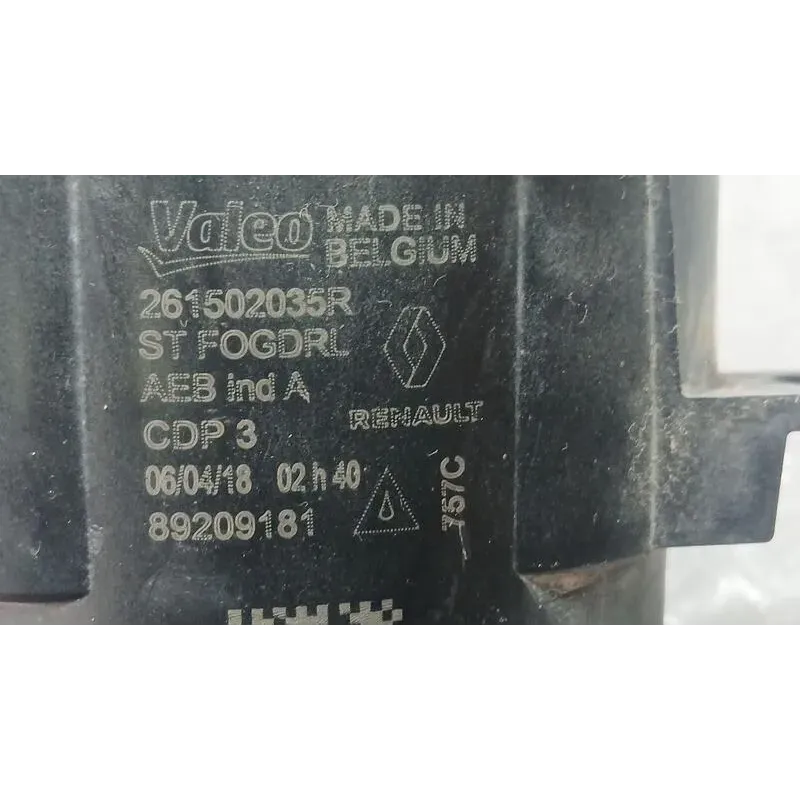 Valeo MADE IN
BELGIUM
261502035R
ST FOGDRL
AEB ind A
RENAULT
CDP 3
06/04/18 02 h 40
89209181
757C